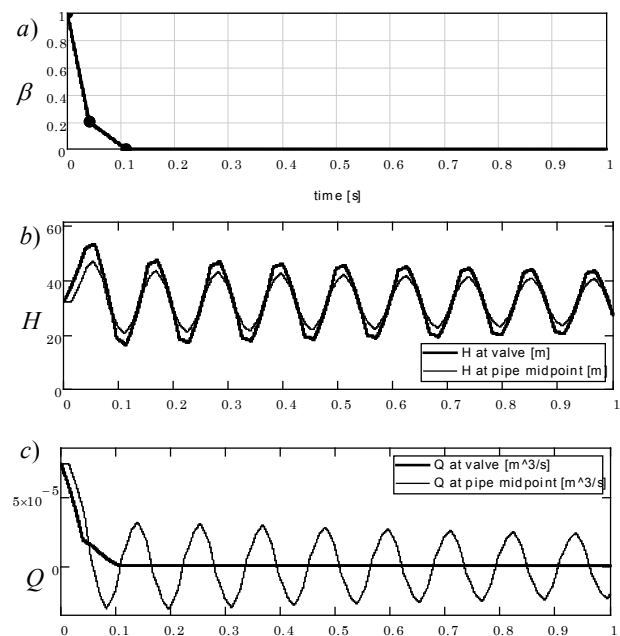 a)
1
0.8
0.6
β
0.4
0.2
0
0 0.1 0.2 0.3 0.4 0.5 0.6 0.7 0.8 0.9 1
time [s]
b)
60
40
H
20
0
H at valve [m]
H at pipe midpoint [m]
0 0.1 0.2 0.3 0.4 0.5 0.6 0.7 0.8 0.9 1
c)
Q at valve [m^3/s]
Q at pipe midpoint [m^3/s]
5×10⁻⁵
0
Q
0 0.1 0.2 0.3 0.4 0.5 0.6 0.7 0.8 0.9 1